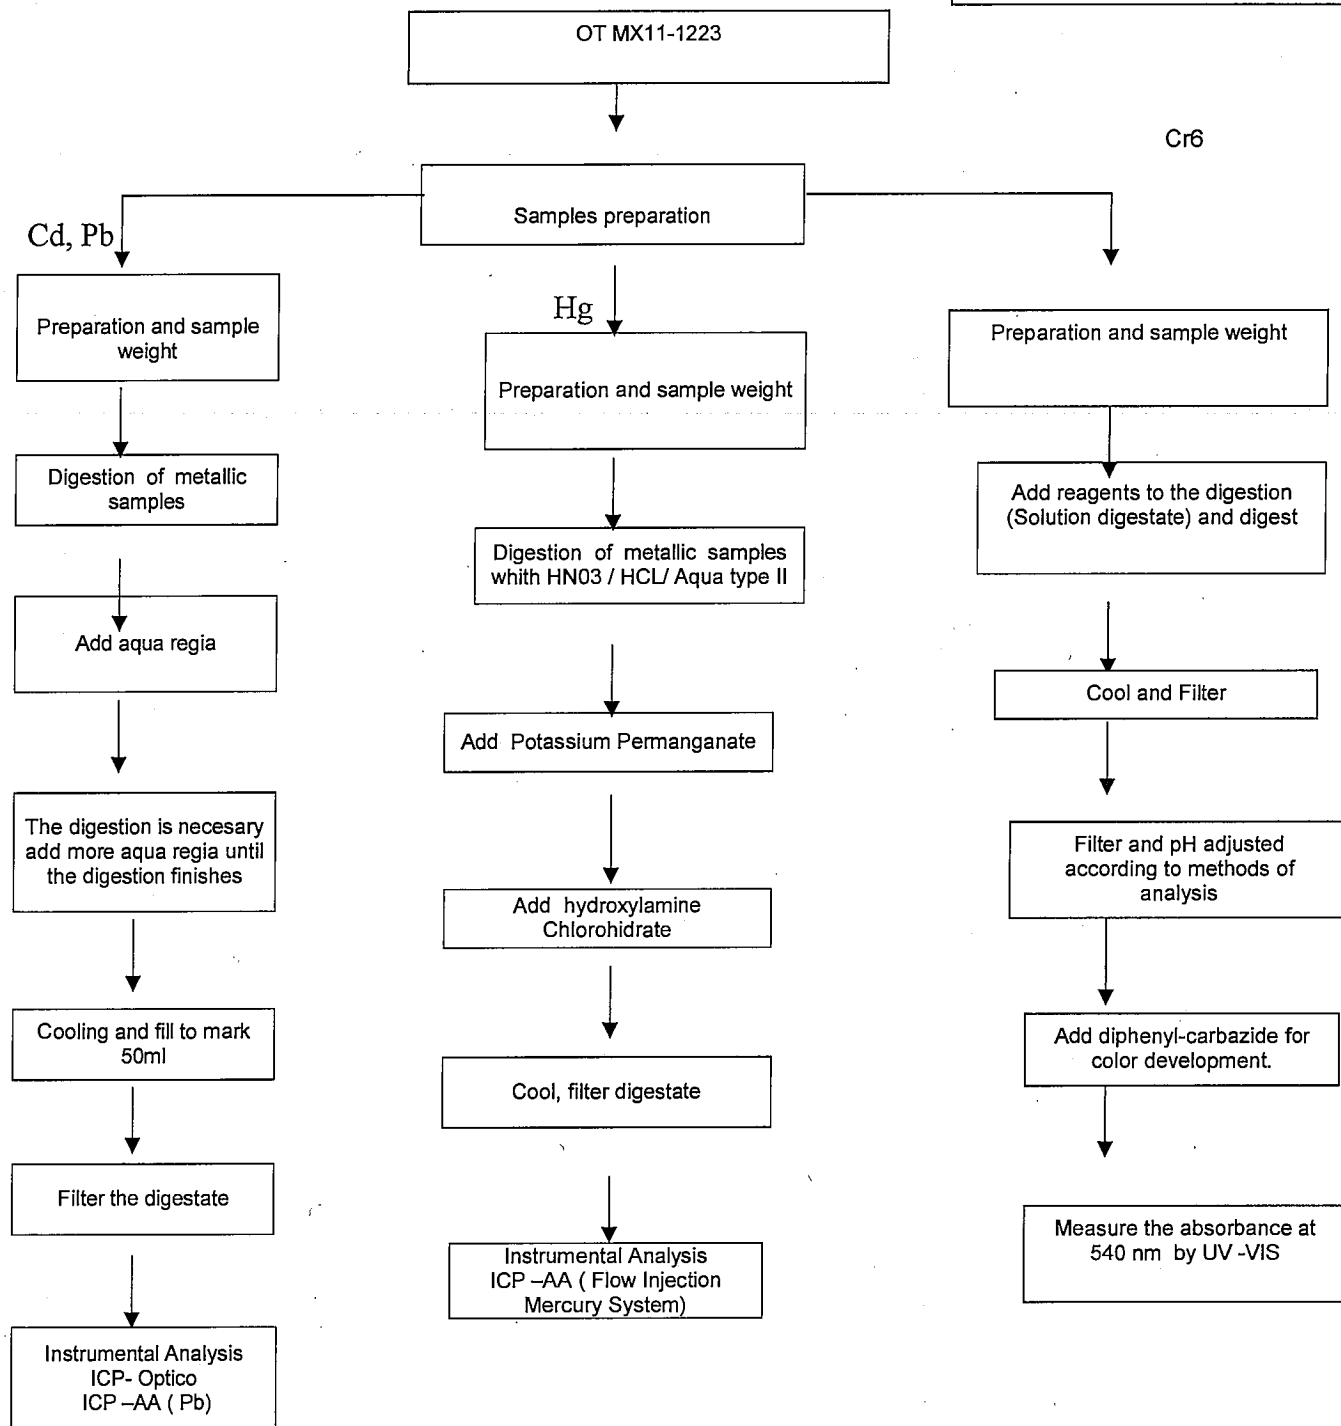 OT MX11-1223
Cr6
Samples preparation
Cd, Pb
Preparation and sample
weight
Digestion of metallic
samples
Add aqua regia
The digestion is necesary
add more aqua regia until
the digestion finishes
Cooling and fill to mark
50ml
Filter the digestate
Instrumental Analysis
ICP- Optico
ICP –AA ( Pb)
Hg
Preparation and sample weight
Digestion of metallic samples
whith HN03 / HCL/ Aqua type II
Add Potassium Permanganate
Add hydroxylamine
Chlorohidrate
Cool, filter digestate
Instrumental Analysis
ICP –AA ( Flow Injection
Mercury System)
Preparation and sample weight
Add reagents to the digestion
(Solution digestate) and digest
Cool and Filter
Filter and pH adjusted
according to methods of
analysis
Add diphenyl-carbazide for
color development.
Measure the absorbance at
540 nm by UV -VIS